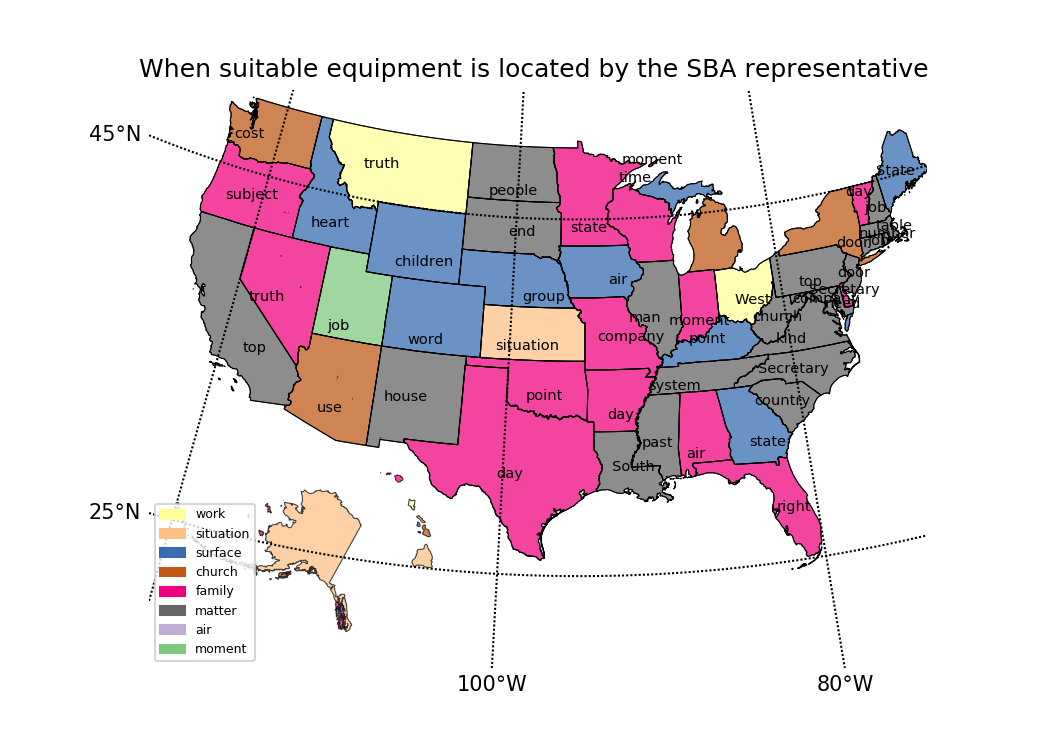 When suitable equipment is located by the SBA representative
45°N
25°N
100°W
80°W
cost
truth
moment
time
subject
people
State
day
heart
end
state
job
table
number
door
job
children
air
top
door
truth
group
West
Secretary
company
job
man
moment
church
word
situation
company
point
kind
top
use
house
point
system
Secretary
day
country
past
air
state
day
South
right
work
situation
surface
church
family
matter
air
moment